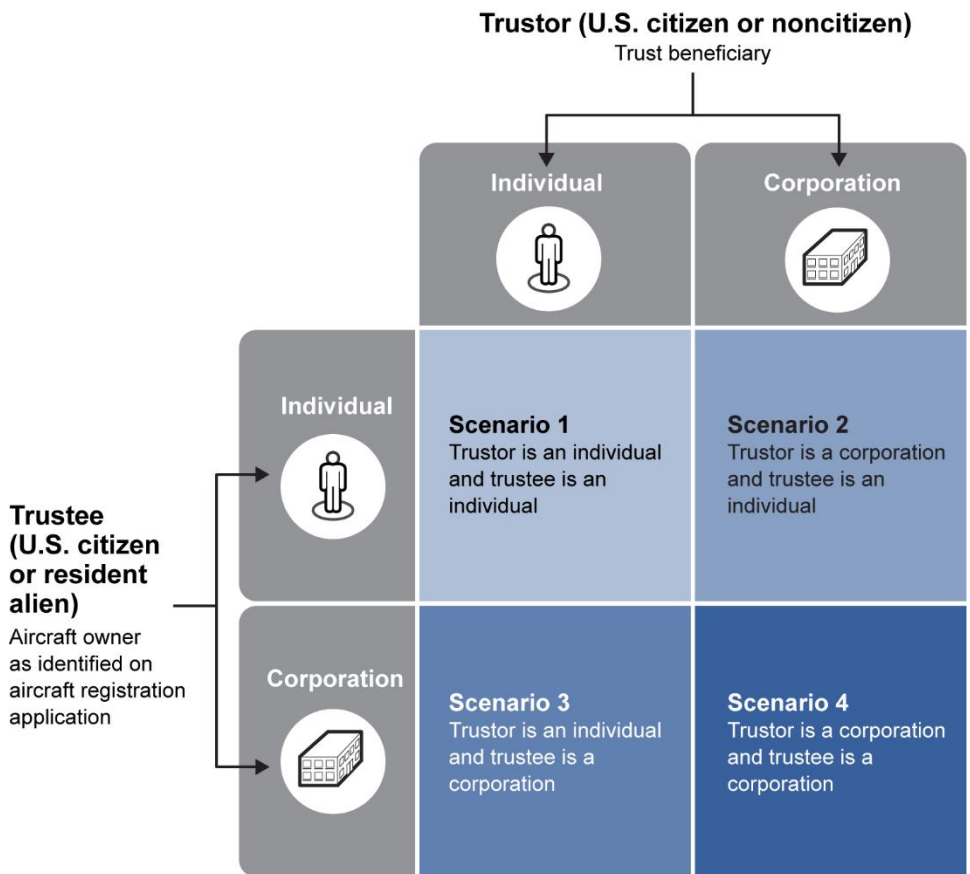 Trustor (U.S. citizen or noncitizen)
Trust beneficiary
Individual
Corporation
Trustee
(U.S. citizen
or resident
alien)
Aircraft owner
as identified on
aircraft registration
application
Individual
Scenario 1
Trustor is an individual
and trustee is an
individual
Scenario 2
Trustor is a corporation
and trustee is an
individual
Corporation
Scenario 3
Trustor is an individual
and trustee is a
corporation
Scenario 4
Trustor is a corporation
and trustee is a
corporation